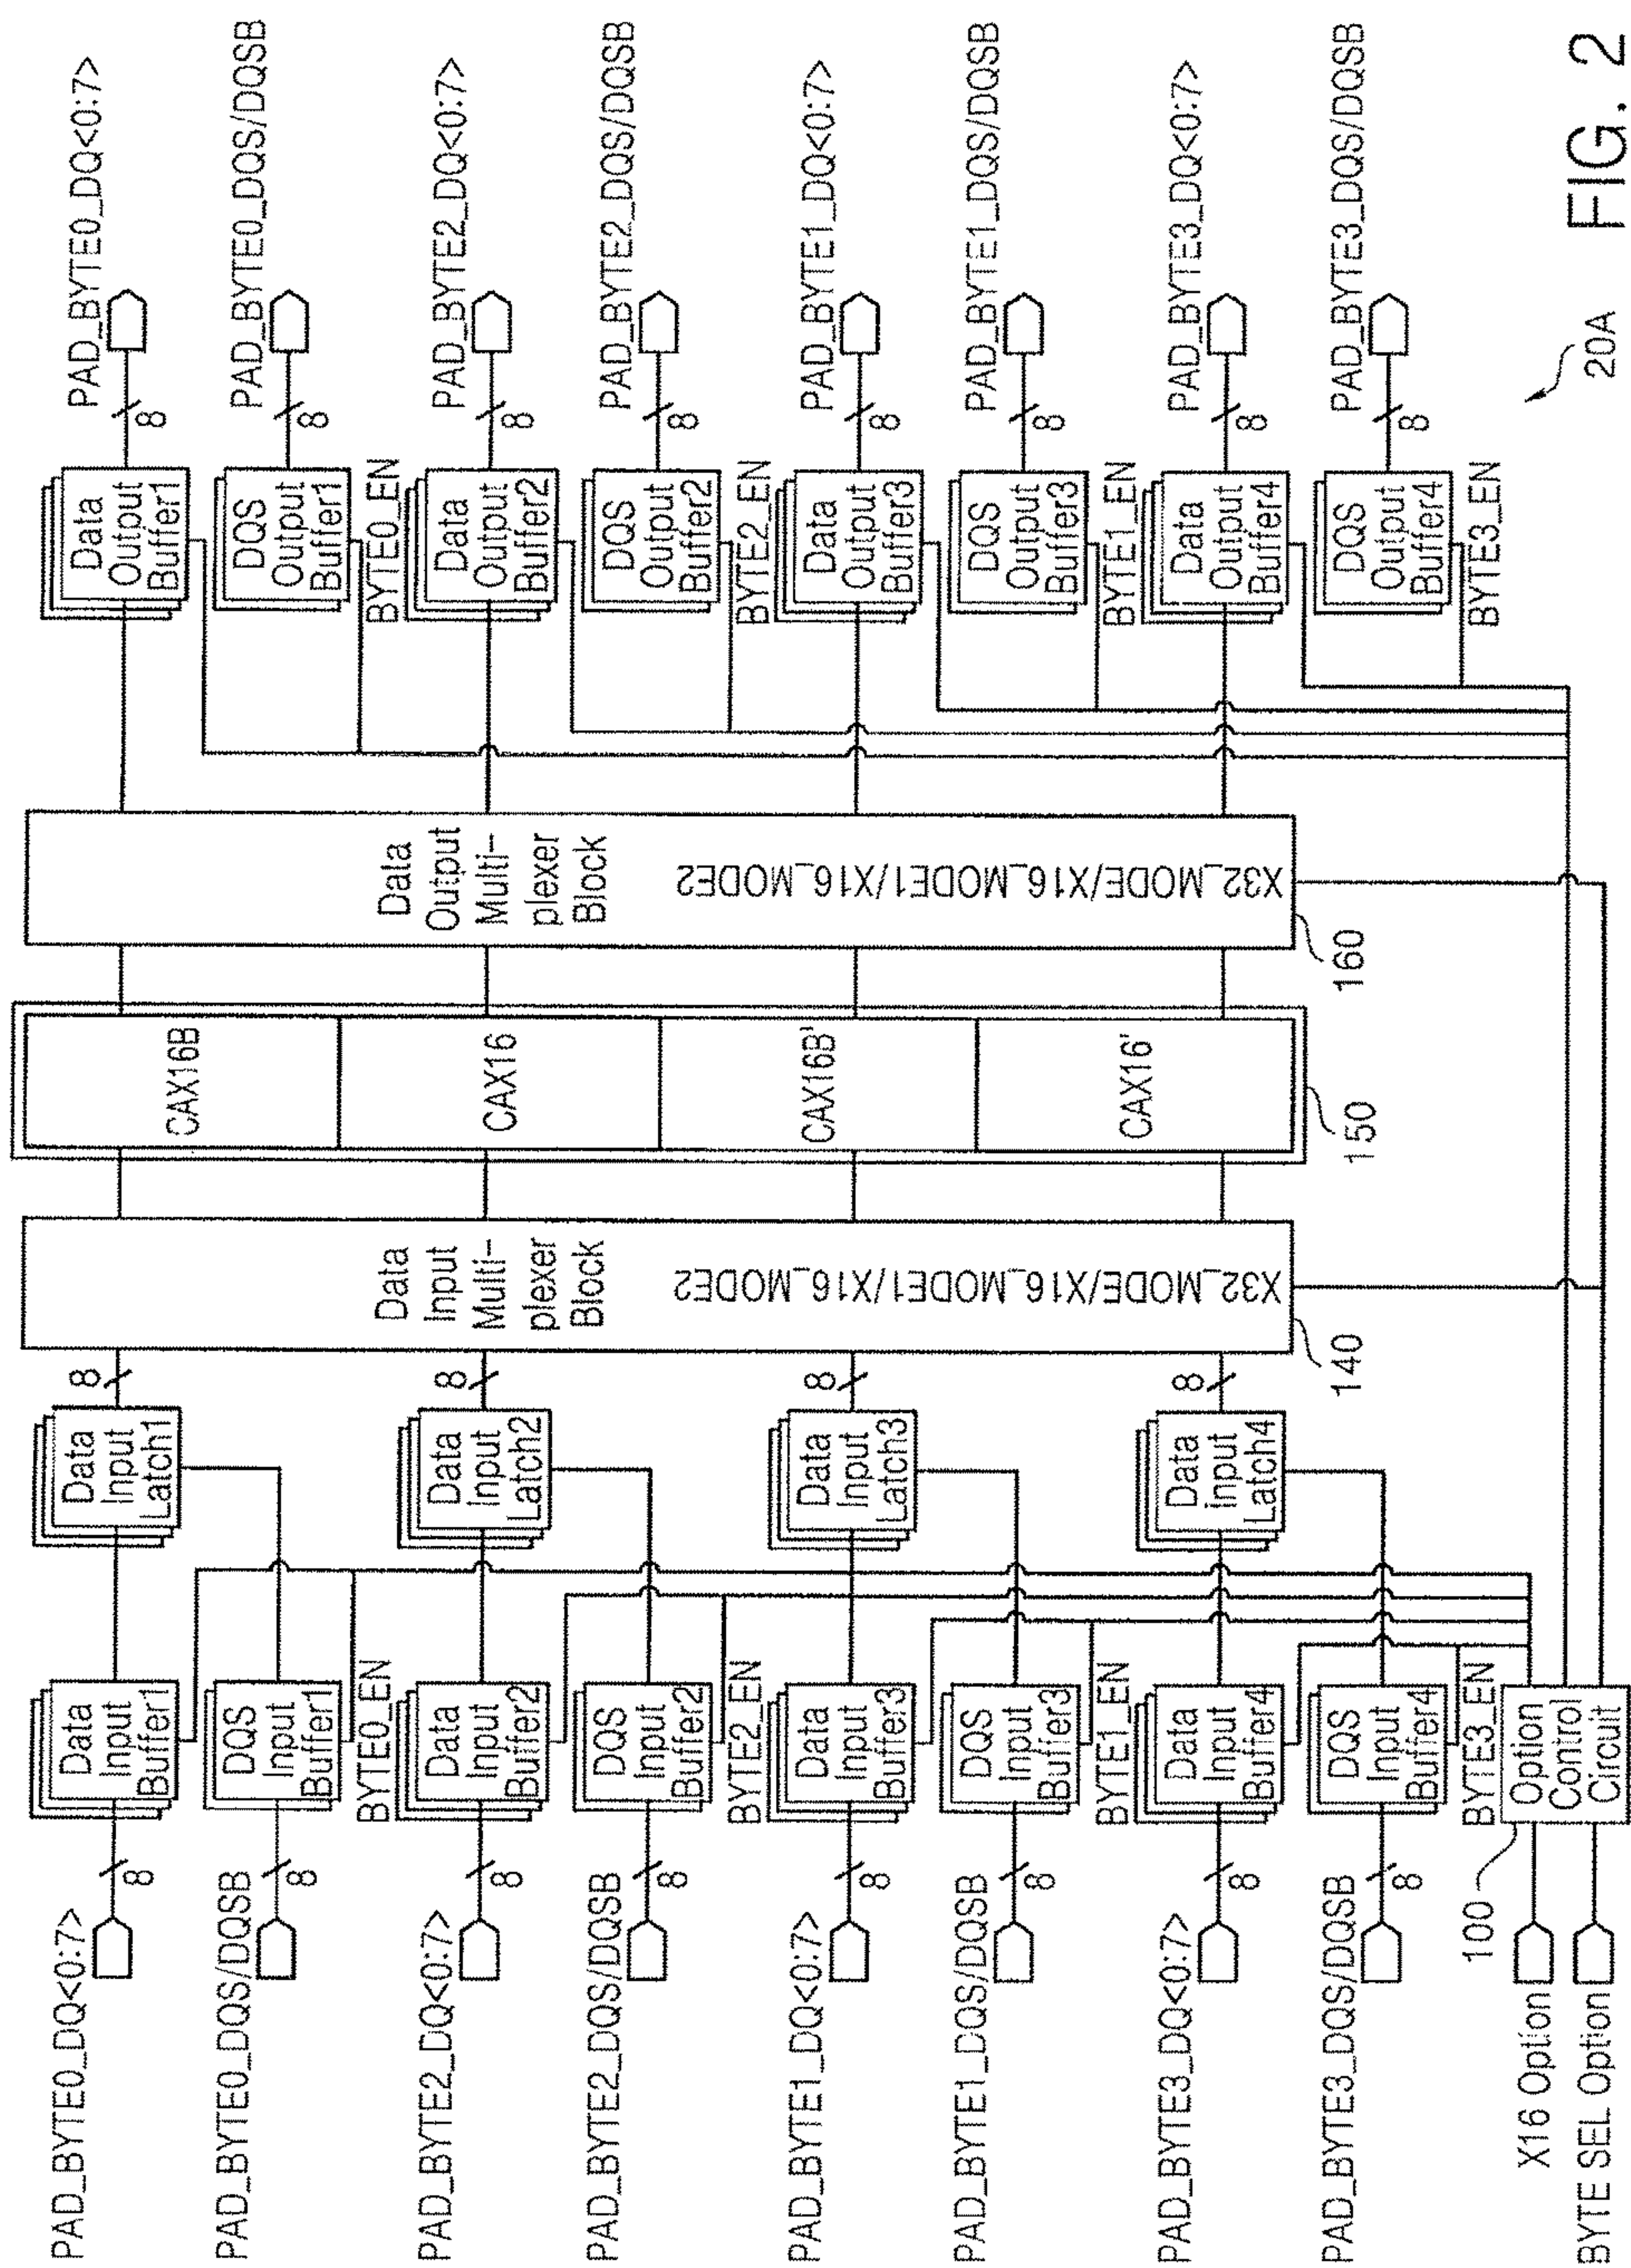 PAD_BYTE0_DQ<0:7>
8
Data
Input
Buffer1
Data
Input
Latch1
8
PAD_BYTE0_DQS/DQSB
8
DQS
Input
Buffer1
BYTE0_EN
PAD_BYTE2_DQ<0:7>
8
Data
Input
Buffer2
Data
Input
Latch2
8
PAD_BYTE2_DQS/DQSB
8
DQS
Input
Buffer2
BYTE2_EN
PAD_BYTE1_DQ<0:7>
8
Data
Input
Buffer3
Data
Input
Latch3
8
PAD_BYTE1_DQS/DQSB
8
DQS
Input
Buffer3
BYTE1_EN
PAD_BYTE3_DQ<0:7>
8
Data
Input
Buffer4
Data
Input
Latch4
8
PAD_BYTE3_DQS/DQSB
8
DQS
Input
Buffer4
BYTE3_EN
X16 Option
BYTE SEL Option
100
Option
Control
Circuit
Data
Input
Multi-
plexer
Block
X32_MODE/X16_MODE1/X16_MODE2
140
CAX16B
CAX16
CAX16B'
CAX16'
150
Data
Output
Multi-
plexer
Block
X32_MODE/X16_MODE1/X16_MODE2
160
Data
Output
Buffer1
8
PAD_BYTE0_DQ<0:7>
DQS
Output
Buffer1
8
PAD_BYTE0_DQS/DQSB
BYTE0_EN
Data
Output
Buffer2
8
PAD_BYTE2_DQ<0:7>
DQS
Output
Buffer2
8
PAD_BYTE2_DQS/DQSB
BYTE2_EN
Data
Output
Buffer3
8
PAD_BYTE1_DQ<0:7>
DQS
Output
Buffer3
8
PAD_BYTE1_DQS/DQSB
BYTE1_EN
Data
Output
Buffer4
8
PAD_BYTE3_DQ<0:7>
DQS
Output
Buffer4
8
PAD_BYTE3_DQS/DQSB
BYTE3_EN
20A
FIG. 2